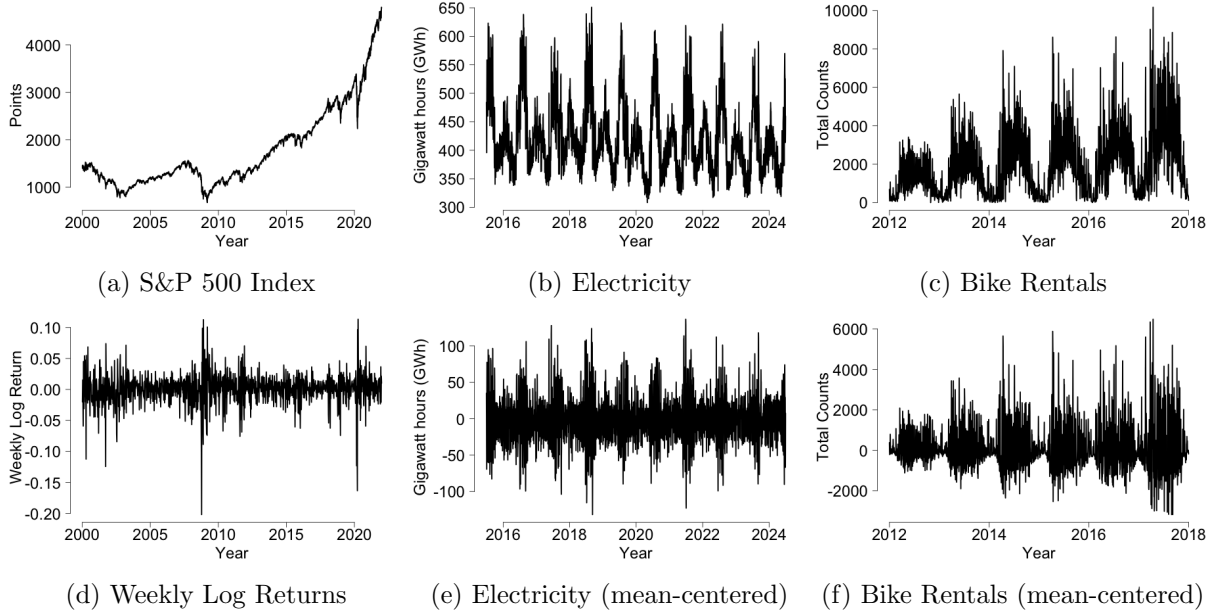 4000
3000
2000
1000
Points
2000 2005 2010 2015 2020
Year
(a) S&P 500 Index
650
600
550
500
450
400
350
300
Gigawatt hours (GWh)
2016 2018 2020 2022 2024
Year
(b) Electricity
10000
8000
6000
4000
2000
0
Total Counts
2012 2014 2016 2018
Year
(c) Bike Rentals
0.10
0.05
0.00
-0.05
-0.10
-0.15
-0.20
Weekly Log Return
2000 2005 2010 2015 2020
Year
(d) Weekly Log Returns
100
50
0
-50
-100
Gigawatt hours (GWh)
2016 2018 2020 2022 2024
Year
(e) Electricity (mean-centered)
6000
4000
2000
0
-2000
Total Counts
2012 2014 2016 2018
Year
(f) Bike Rentals (mean-centered)